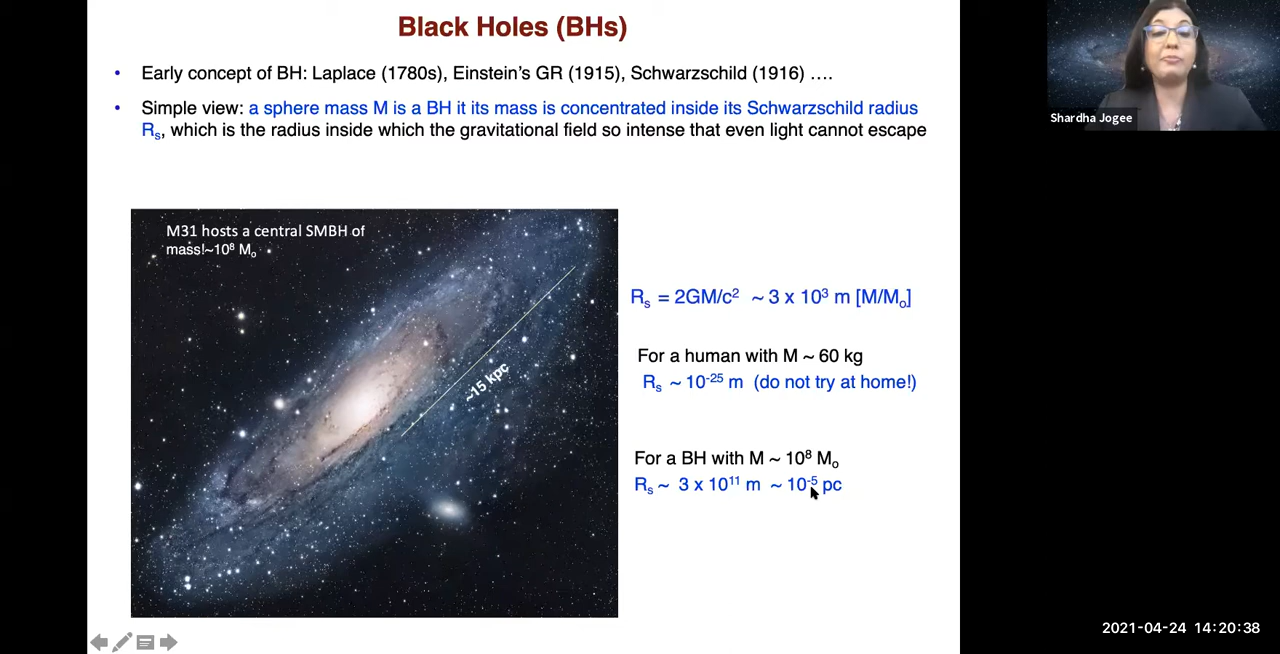 Black Holes (BHs)
• Early concept of BH: Laplace (1780s), Einstein’s GR (1915), Schwarzschild (1916) ….
• Simple view: a sphere mass M is a BH it its mass is concentrated inside its Schwarzschild radius
Rs, which is the radius inside which the gravitational field so intense that even light cannot escape
M31 hosts a central SMBH of
mass!~10⁸ Mo
~15 kpc
Rs = 2GM/c² ~ 3 x 10³ m [M/Mo]
For a human with M ~ 60 kg
Rs ~ 10⁻²⁵ m (do not try at home!)
For a BH with M ~ 10⁸ Mo
Rs ~ 3 x 10¹¹ m ~ 10⁻⁵ pc
Shardha Jogee
2021-04-24 14:20:38